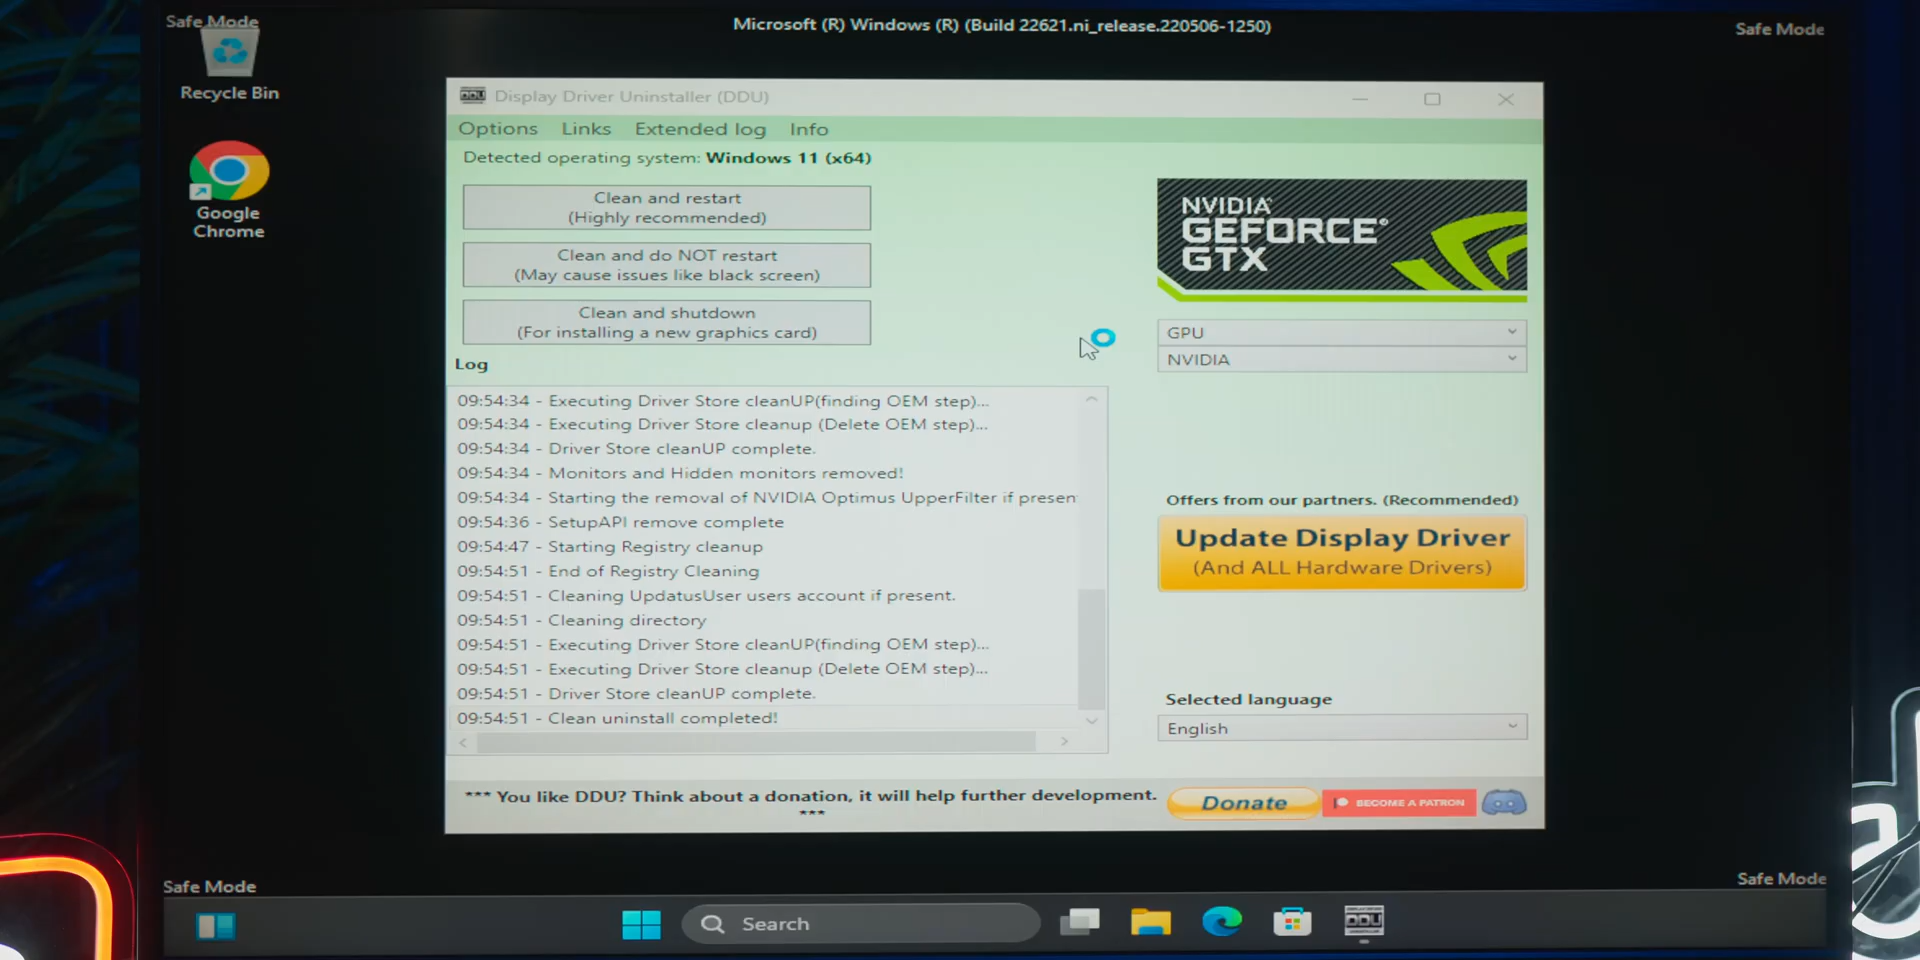 Safe Mode
Microsoft (R) Windows (R) (Build 22621.ni_release.220506-1250)
Safe Mode
Recycle Bin
Google
Chrome
DDU
Display Driver Uninstaller (DDU)
Options Links Extended log Info
Detected operating system: Windows 11 (x64)
Clean and restart
(Highly recommended)
Clean and do NOT restart
(May cause issues like black screen)
Clean and shutdown
(For installing a new graphics card)
NVIDIA
GEFORCE®
GTX
GPU
NVIDIA
Log
09:54:34 - Executing Driver Store cleanUP(finding OEM step)...
09:54:34 - Executing Driver Store cleanup (Delete OEM step)...
09:54:34 - Driver Store cleanUP complete.
09:54:34 - Monitors and Hidden monitors removed!
09:54:34 - Starting the removal of NVIDIA Optimus UpperFilter if presen
09:54:36 - SetupAPI remove complete
09:54:47 - Starting Registry cleanup
09:54:51 - End of Registry Cleaning
09:54:51 - Cleaning UpdatusUser users account if present.
09:54:51 - Cleaning directory
09:54:51 - Executing Driver Store cleanUP(finding OEM step)...
09:54:51 - Executing Driver Store cleanup (Delete OEM step)...
09:54:51 - Driver Store cleanUP complete.
09:54:51 - Clean uninstall completed!
Offers from our partners. (Recommended)
Update Display Driver
(And ALL Hardware Drivers)
Selected language
English
*** You like DDU? Think about a donation, it will help further development.
***
Donate
BECOME A PATRON
Safe Mode
Safe Mode
Search
DDU